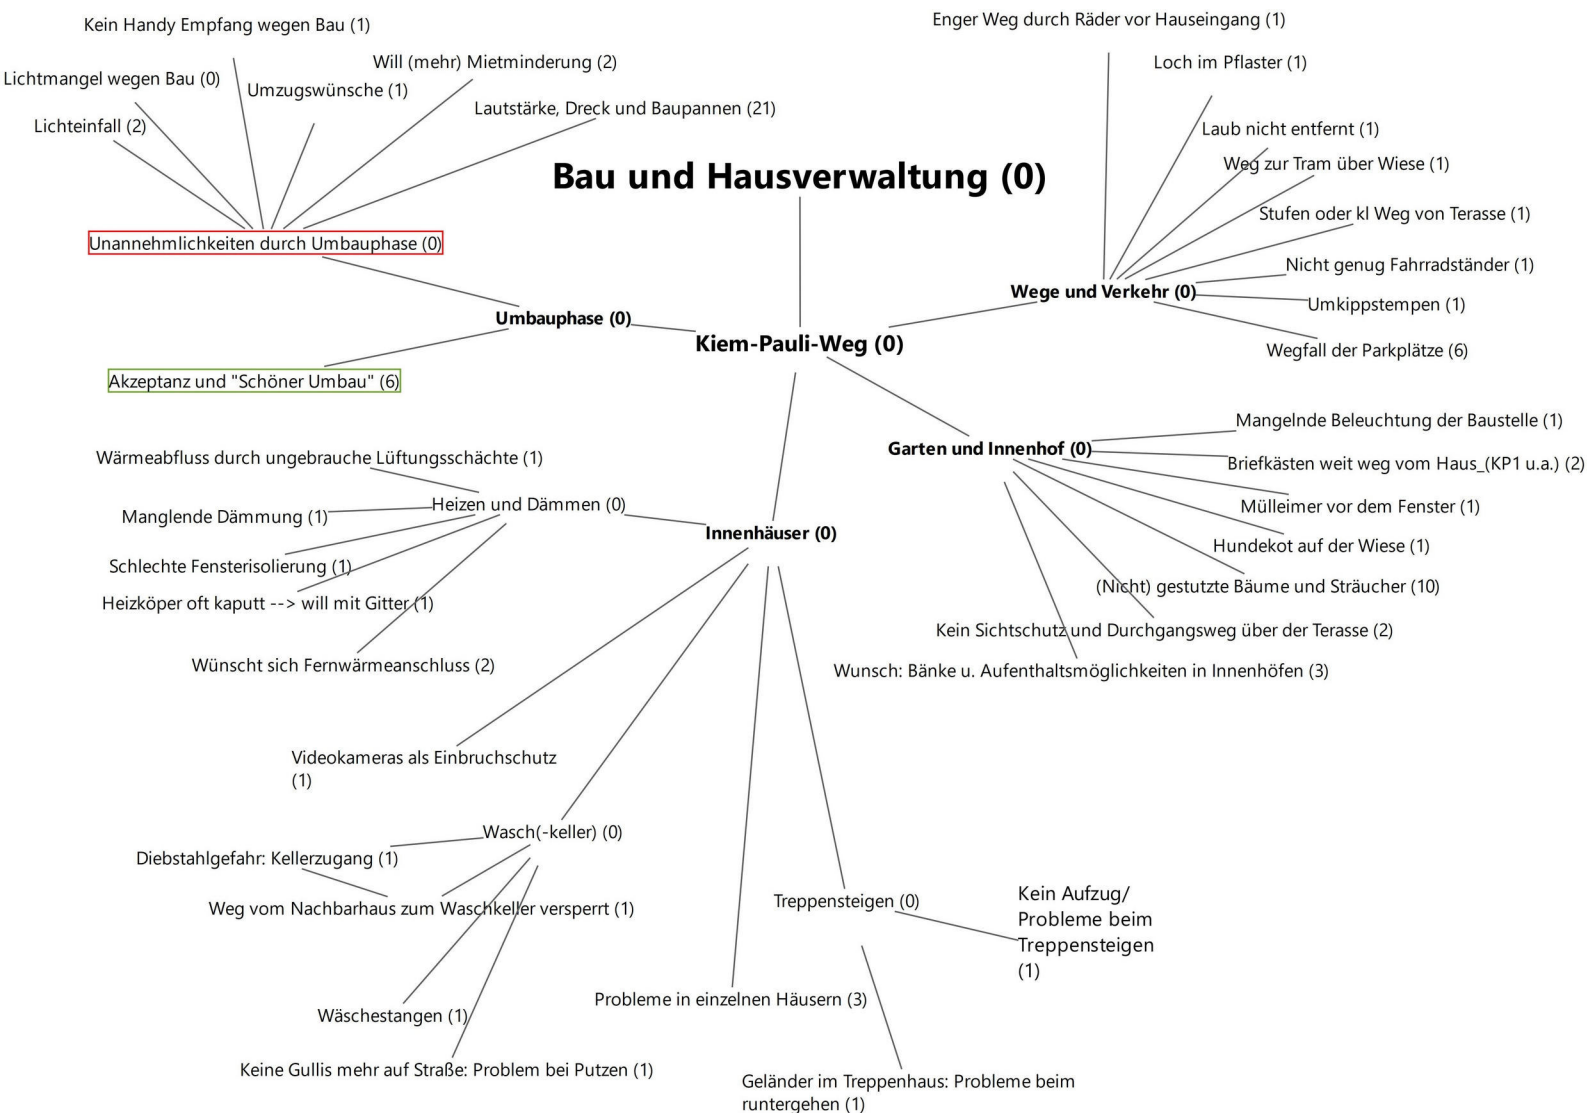 Kein Handy Empfang wegen Bau (1)
Lichtmangel wegen Bau (0)
Umzugswünsche (1)
Will (mehr) Mietminderung (2)
Lichteinfall (2)
Lautstärke, Dreck und Baupannen (21)
Bau und Hausverwaltung (0)
Unannehmlichkeiten durch Umbauphase (0)
Umbauphase (0)
Kiem-Pauli-Weg (0)
Akzeptanz und "Schöner Umbau" (6)
Enger Weg durch Räder vor Hauseingang (1)
Loch im Pflaster (1)
Laub nicht entfernt (1)
Weg zur Tram über Wiese (1)
Stufen oder kl Weg von Terasse (1)
Nicht genug Fahrradständer (1)
Wege und Verkehr (0)
Umkippstempen (1)
Wegfall der Parkplätze (6)
Mangelnde Beleuchtung der Baustelle (1)
Garten und Innenhof (0)
Briefkästen weit weg vom Haus_(KP1 u.a.) (2)
Mülleimer vor dem Fenster (1)
Hundekot auf der Wiese (1)
(Nicht) gestutzte Bäume und Sträucher (10)
Kein Sichtschutz und Durchgangsweg über der Terasse (2)
Wunsch: Bänke u. Aufenthaltsmöglichkeiten in Innenhöfen (3)
Wärmeabfluss durch ungebrauche Lüftungsschächte (1)
Heizen und Dämmen (0)
Manglende Dämmung (1)
Innenhäuser (0)
Schlechte Fensterisolierung (1)
Heizköper oft kaputt --> will mit Gitter (1)
Wünscht sich Fernwärmeanschluss (2)
Videokameras als Einbruchschutz
(1)
Wasch(-keller) (0)
Diebstahlgefahr: Kellerzugang (1)
Weg vom Nachbarhaus zum Waschkeller versperrt (1)
Wäschestangen (1)
Keine Gullis mehr auf Straße: Problem bei Putzen (1)
Probleme in einzelnen Häusern (3)
Treppensteigen (0)
Kein Aufzug/
Probleme beim
Treppensteigen
(1)
Geländer im Treppenhaus: Probleme beim
runtergehen (1)